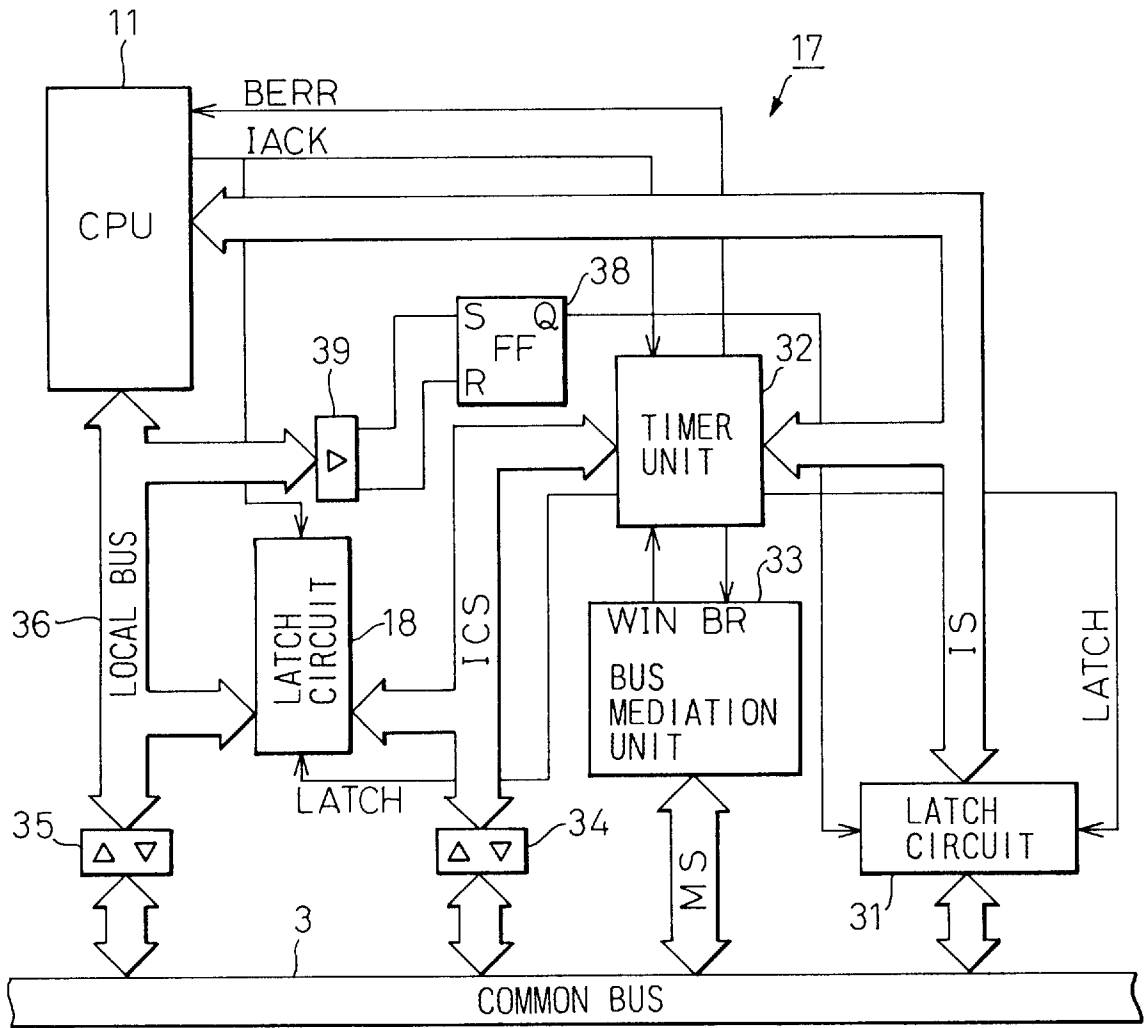 11
17
BERR
IACK
CPU
38
S Q
FF
R
39
32
TIMER
UNIT
33
WIN BR
BUS
MEDIATION
UNIT
36
LOCAL BUS
LATCH
CIRCUIT
18
ICS
IS
LATCH
LATCH
35
34
MS
LATCH
CIRCUIT
31
3
COMMON BUS